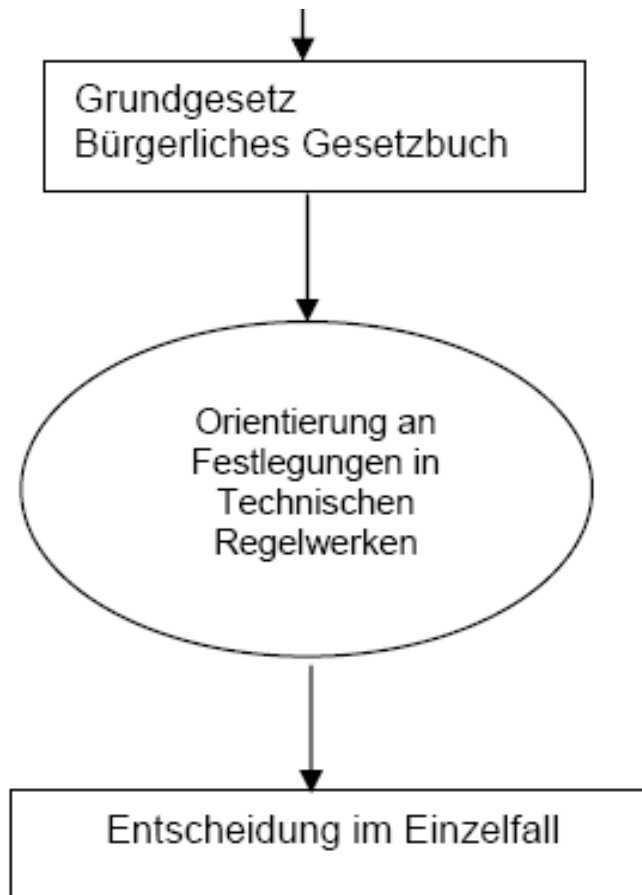 Grundgesetz
Bürgerliches Gesetzbuch
Orientierung an
Festlegungen in
Technischen
Regelwerken
Entscheidung im Einzelfall